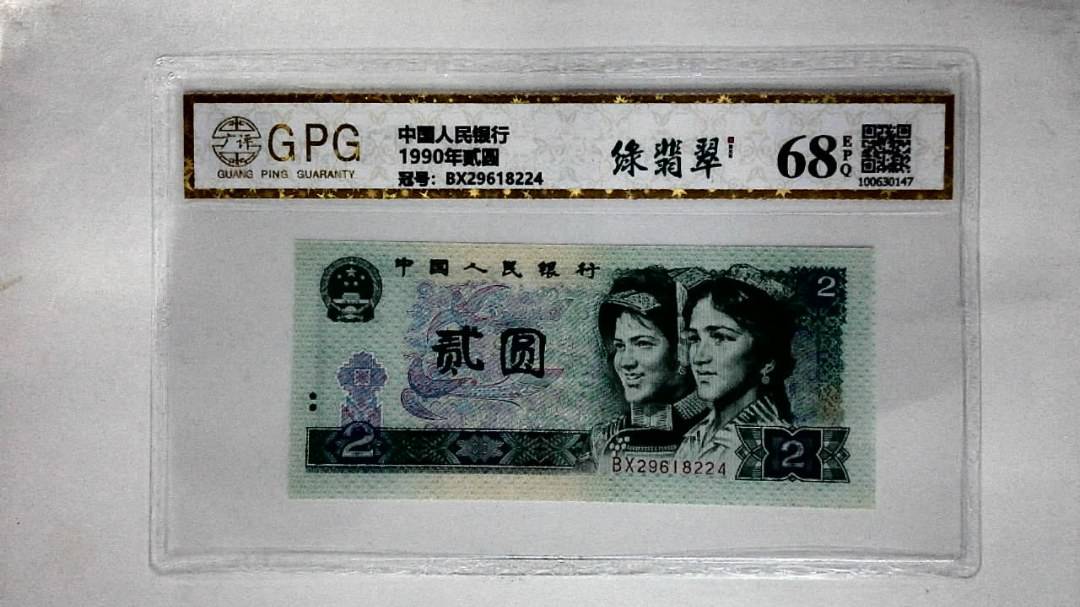 广评
GPG
GUANG PING GUARANTY
中国人民银行
1990年贰圆
冠号：BX29618224
绿翡翠
68
EPQ
100630147
中国人民银行
2
贰圆
2
BX29618224
2